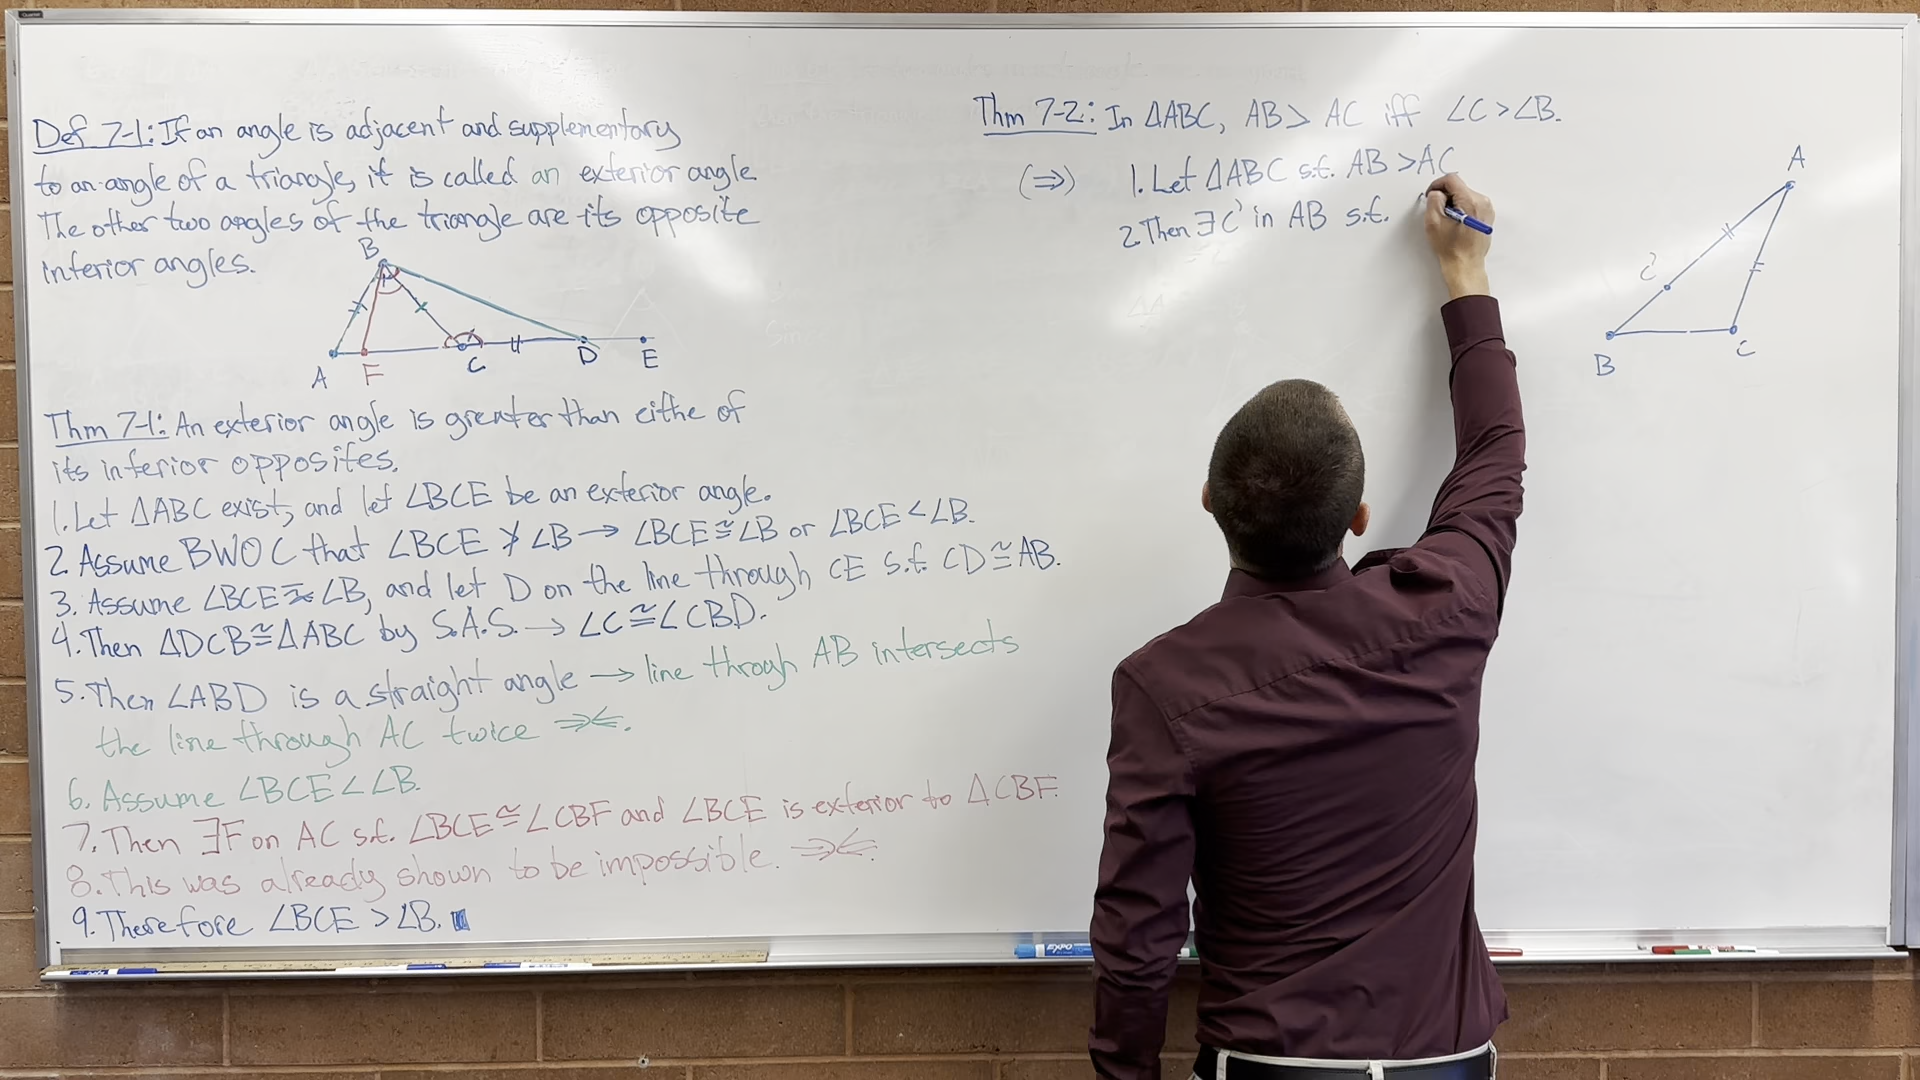 Def 7-1: If an angle is adjacent and supplementary
to an angle of a triangle, it is called an exterior angle.
The other two angles of the triangle are its opposite
inferior angles.
B
A F C D E
Thm 7-1: An exterior angle is greater than eithe of
its inferior opposites.
1. Let ΔABC exist, and let ∠BCE be an exterior angle.
2. Assume BWOC that ∠BCE ≯ ∠B → ∠BCE ≅ ∠B or ∠BCE < ∠B.
3. Assume ∠BCE ≅ ∠B, and let D on the line through CE s.t. CD ≅ AB.
4. Then ΔDCB ≅ ΔABC by S.A.S. → ∠C ≅ ∠CBD.
5. Then ∠ABD is a straight angle → line throgh AB intersects
the line through AC twice ⇒⇐.
6. Assume ∠BCE < ∠B.
7. Then ∃F on AC s.t. ∠BCE ≅ ∠CBF and ∠BCE is exterior to ΔCBF.
8. This was already shown to be impossible. ⇒⇐.
9. Therefore ∠BCE > ∠B.
Thm 7-2: In ΔABC, AB > AC iff ∠C > ∠B.
(⇒) 1. Let ΔABC s.t. AB > AC
2. Then ∃C' in AB s.t.
A
C'
B C
EXPO